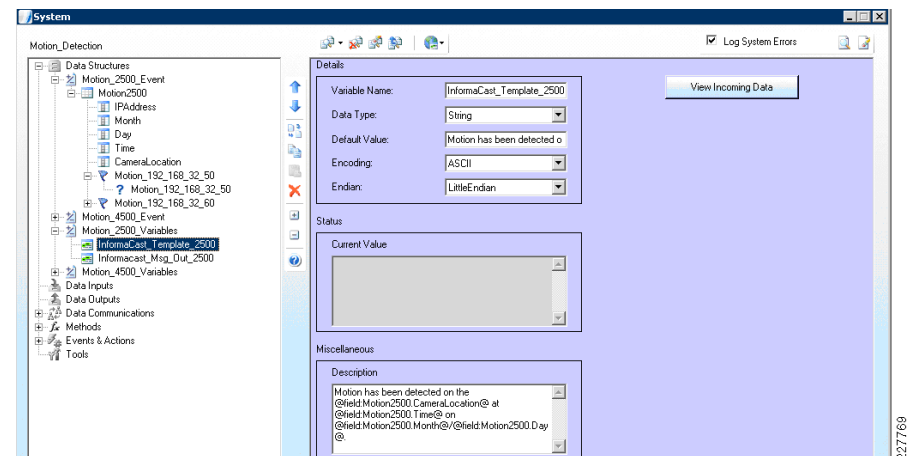 System
Motion_Detection
Log System Errors
Data Structures
Motion_2500_Event
Motion2500
IPAddress
Month
Day
Time
CameraLocation
Motion_192_168_32_50
? Motion_192_168_32_50
Motion_192_168_32_60
Motion_4500_Event
Motion_2500_Variables
InformaCast_Template_2500
Informacast_Msg_Out_2500
Motion_4500_Variables
Data Inputs
Data Outputs
Data Communications
fx Methods
Events & Actions
Tools
Details
Variable Name: InformaCast_Template_2500
Data Type: String
Default Value: Motion has been detected o
Encoding: ASCII
Endian: LittleEndian
View Incoming Data
Status
Current Value
Miscellaneous
Description
Motion has been detected on the
@field:Motion2500.CameraLocation@ at
@field:Motion2500.Time@ on
@field:Motion2500.Month@/@field:Motion2500.Day
@.
227769